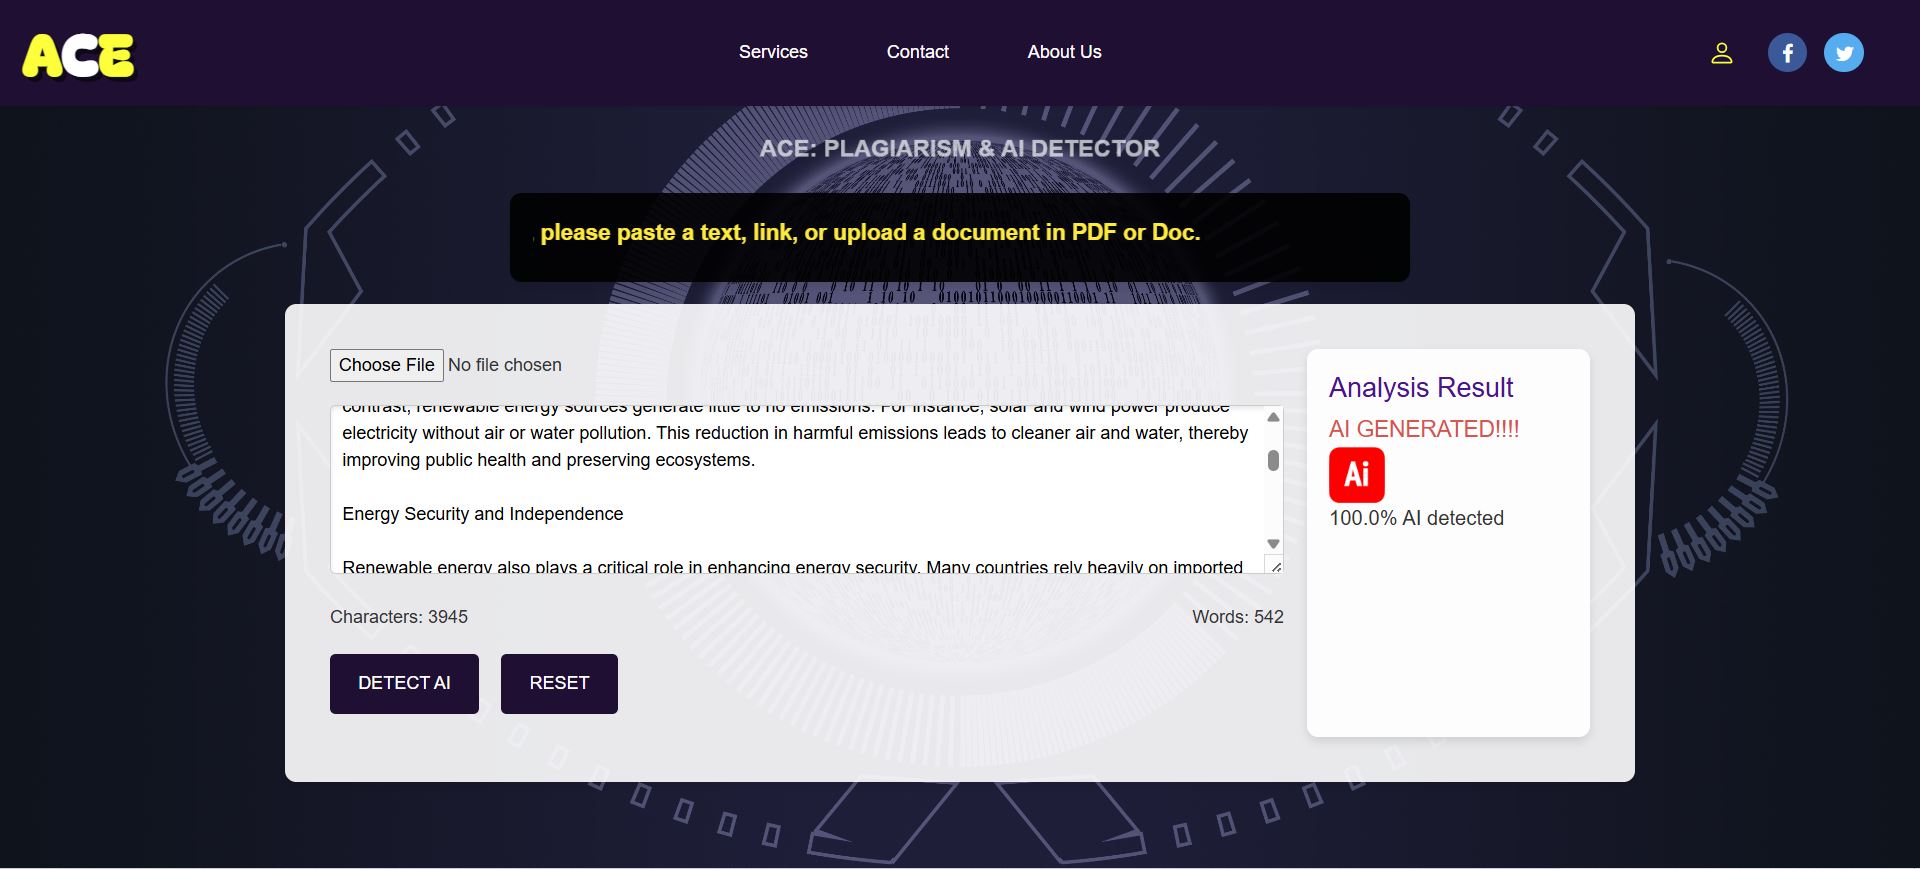 ACE
Services
Contact
About Us
ACE: PLAGIARISM & AI DETECTOR
please paste a text, link, or upload a document in PDF or Doc.
Choose File No file chosen
contrast, renewable energy sources generate little to no emissions. For instance, solar and wind power produce
electricity without air or water pollution. This reduction in harmful emissions leads to cleaner air and water, thereby
improving public health and preserving ecosystems.
Energy Security and Independence
Renewable energy also plays a critical role in enhancing energy security. Many countries rely heavily on imported
Characters: 3945
Words: 542
DETECT AI
RESET
Analysis Result
AI GENERATED!!!!
Ai
100.0% AI detected